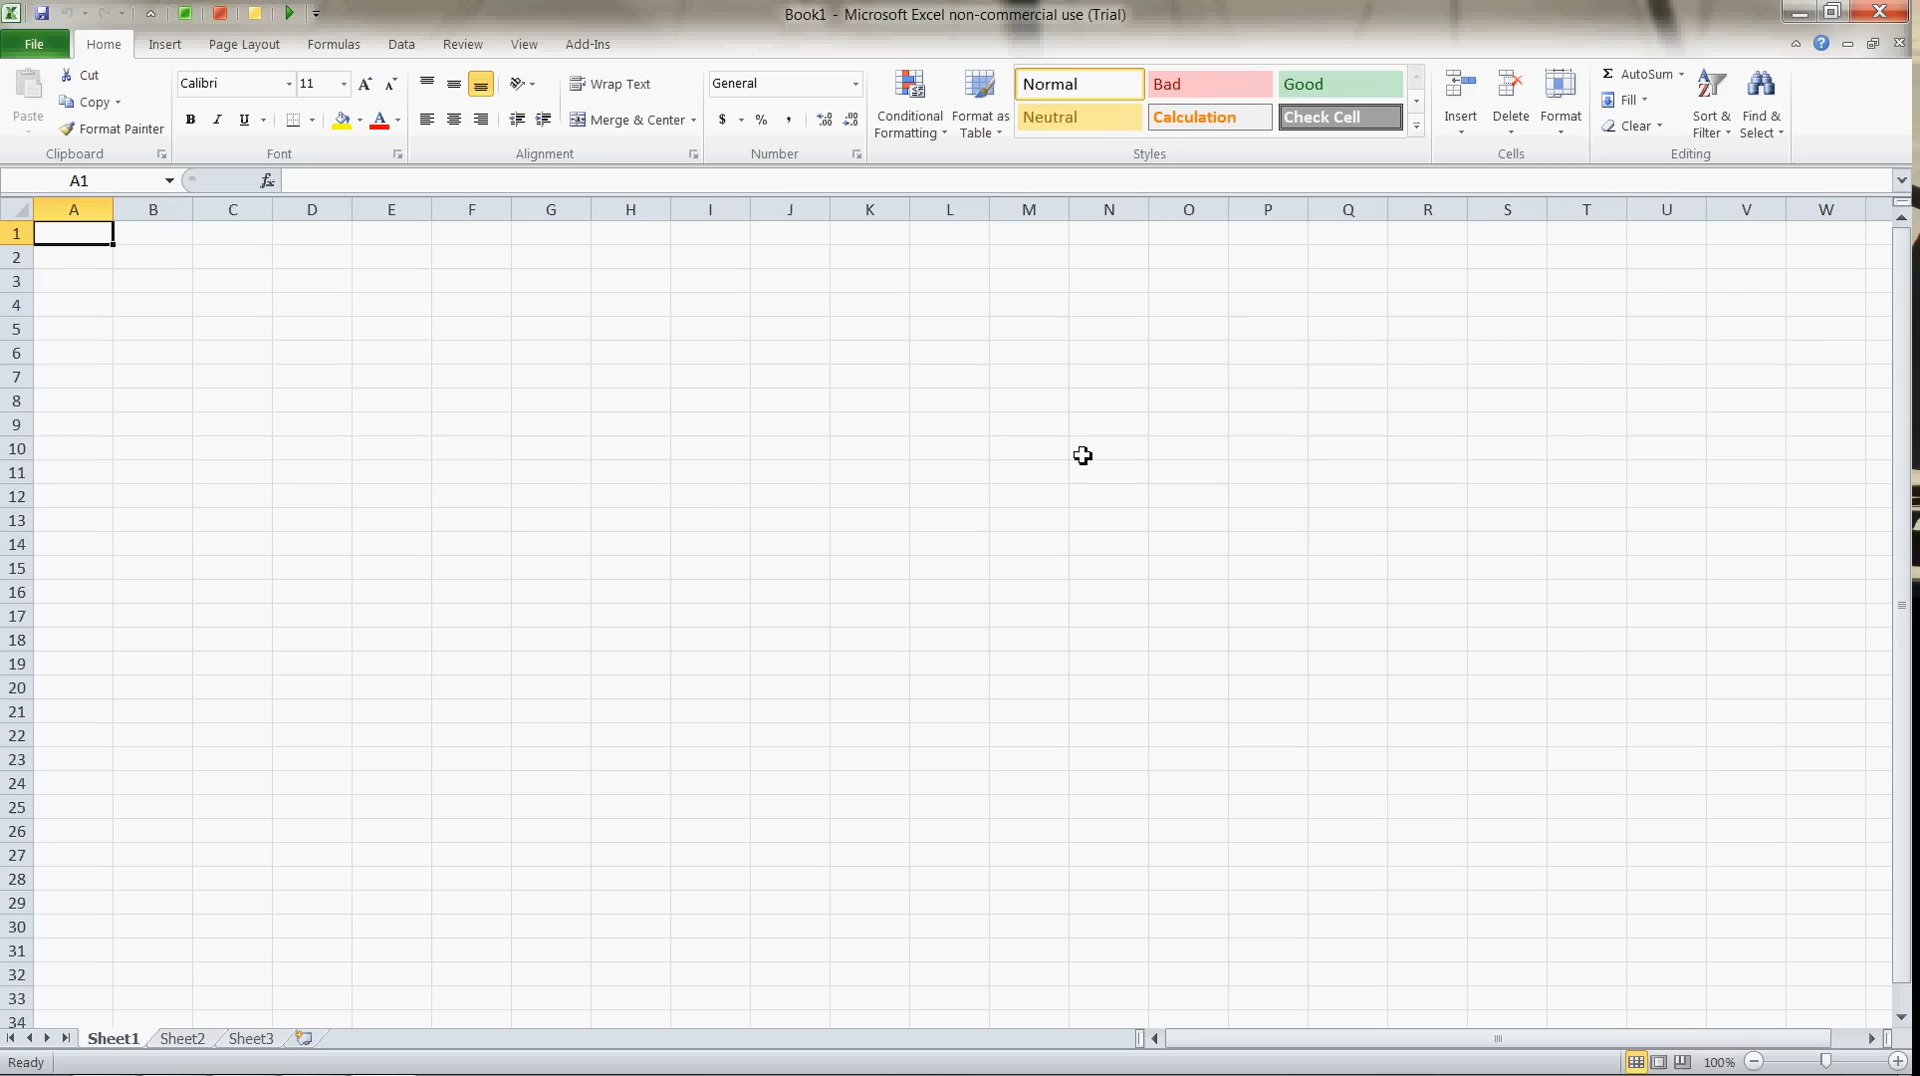 Book1 - Microsoft Excel non-commercial use (Trial)
File Home Insert Page Layout Formulas Data Review View Add-Ins
Paste
Cut
Copy
Format Painter
Clipboard
Calibri 11
B I U A
Font
Wrap Text
Merge & Center
Alignment
General
$ % ,
Number
Conditional Formatting
Format as Table
Normal Bad Good
Neutral Calculation Check Cell
Styles
Insert Delete Format
Cells
Σ AutoSum
Fill
Clear
Sort & Filter
Find & Select
Editing
A1 fx
A B C D E F G H I J K L M N O P Q R S T U V W
1
2
3
4
5
6
7
8
9
10
11
12
13
14
15
16
17
18
19
20
21
22
23
24
25
26
27
28
29
30
31
32
33
34
Sheet1 Sheet2 Sheet3
Ready 100%